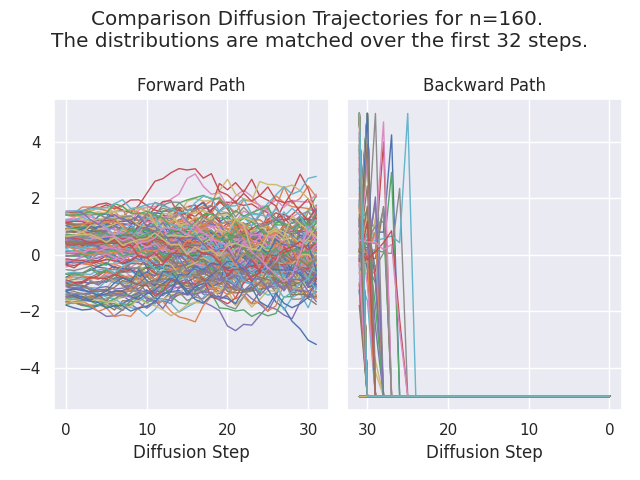 Comparison Diffusion Trajectories for n=160.
The distributions are matched over the first 32 steps.
Forward Path
Backward Path
4
2
0
−2
−4
0 10 20 30
30 20 10 0
Diffusion Step
Diffusion Step